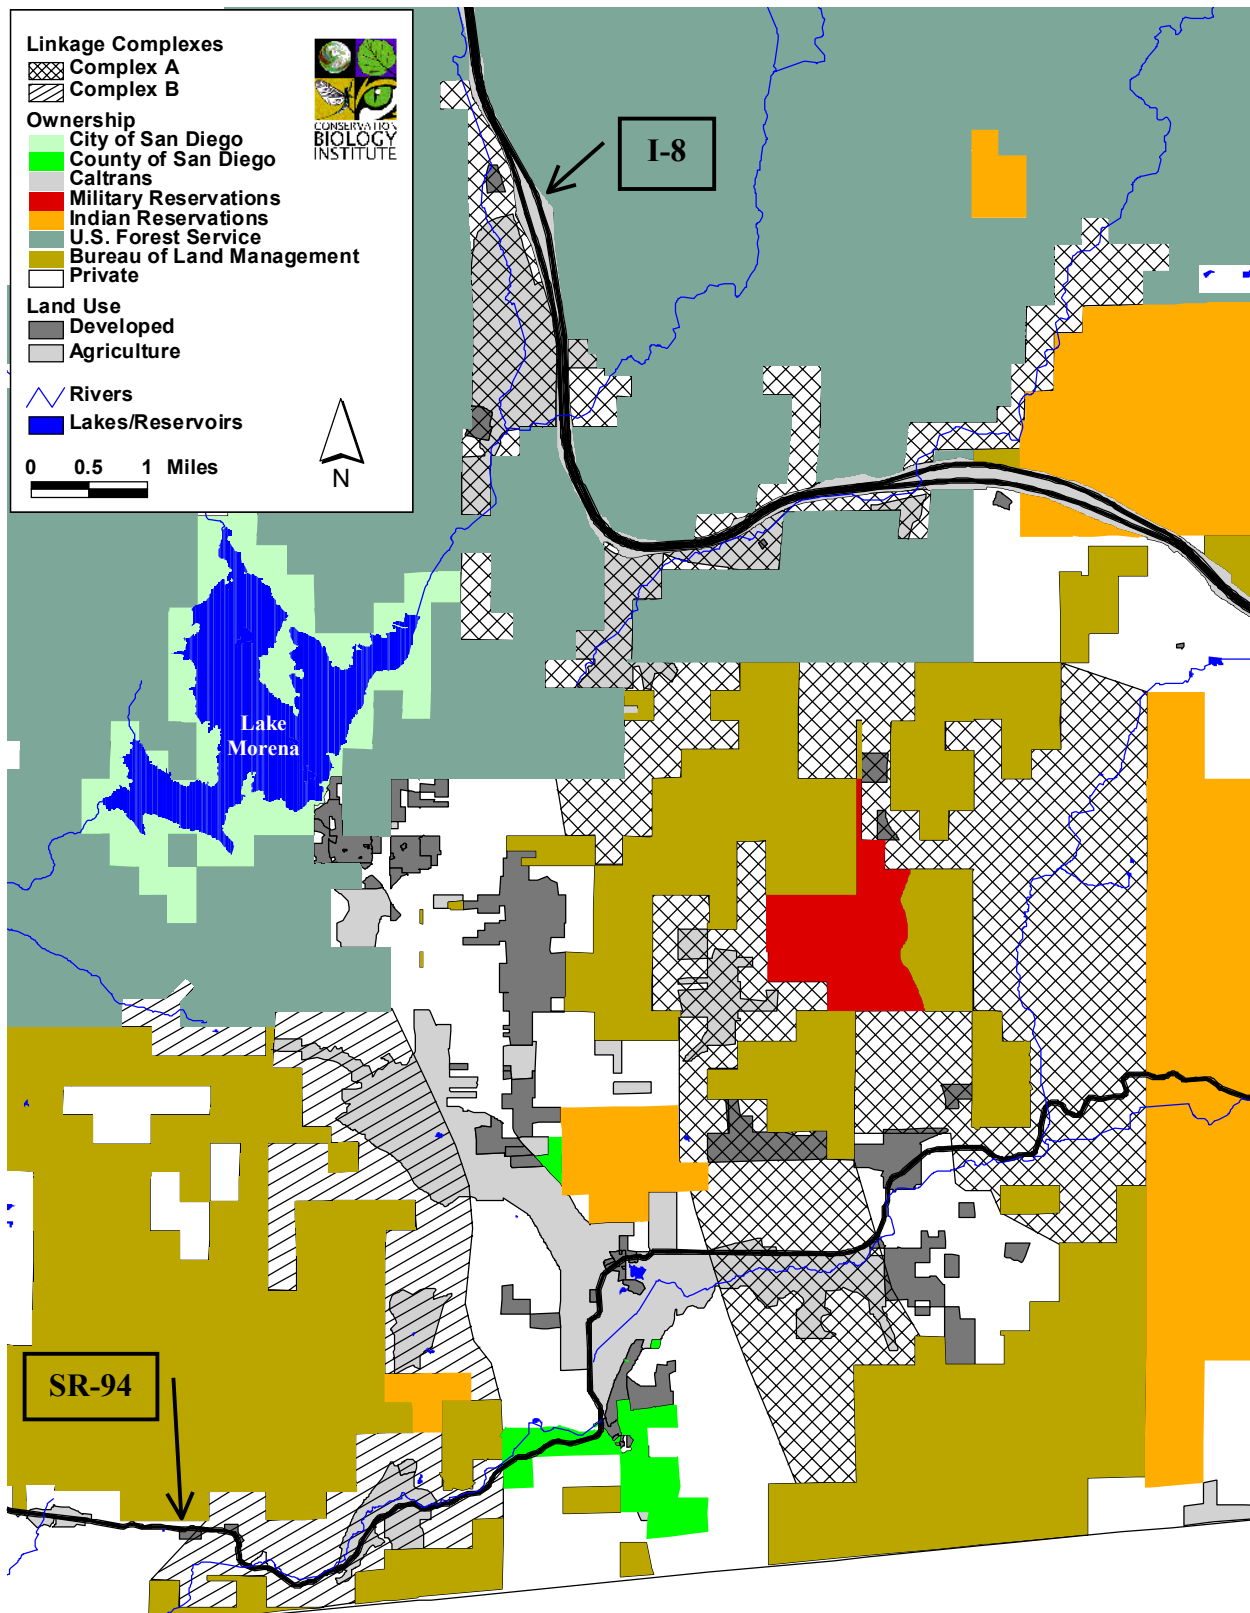 Linkage Complexes
Complex A
Complex B
Ownership
City of San Diego
County of San Diego
Caltrans
Military Reservations
Indian Reservations
U.S. Forest Service
Bureau of Land Management
Private
Land Use
Developed
Agriculture
Rivers
Lakes/Reservoirs
0 0.5 1 Miles
N
CONSERVATION
BIOLOGY
INSTITUTE
I-8
Lake
Morena
SR-94